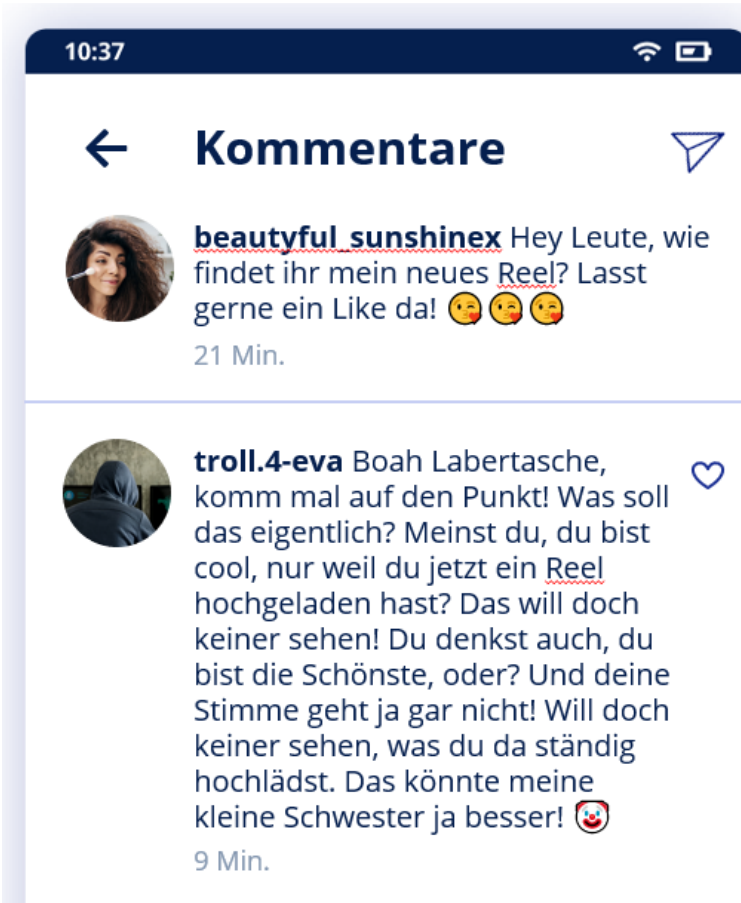 10:37
Kommentare
beautyful_sunshinex Hey Leute, wie
findet ihr mein neues Reel? Lasst
gerne ein Like da! 😘😘😘
21 Min.
troll.4-eva Boah Labertasche,
komm mal auf den Punkt! Was soll
das eigentlich? Meinst du, du bist
cool, nur weil du jetzt ein Reel
hochgeladen hast? Das will doch
keiner sehen! Du denkst auch, du
bist die Schönste, oder? Und deine
Stimme geht ja gar nicht! Will doch
keiner sehen, was du da ständig
hochlädst. Das könnte meine
kleine Schwester ja besser! 🤡
9 Min.